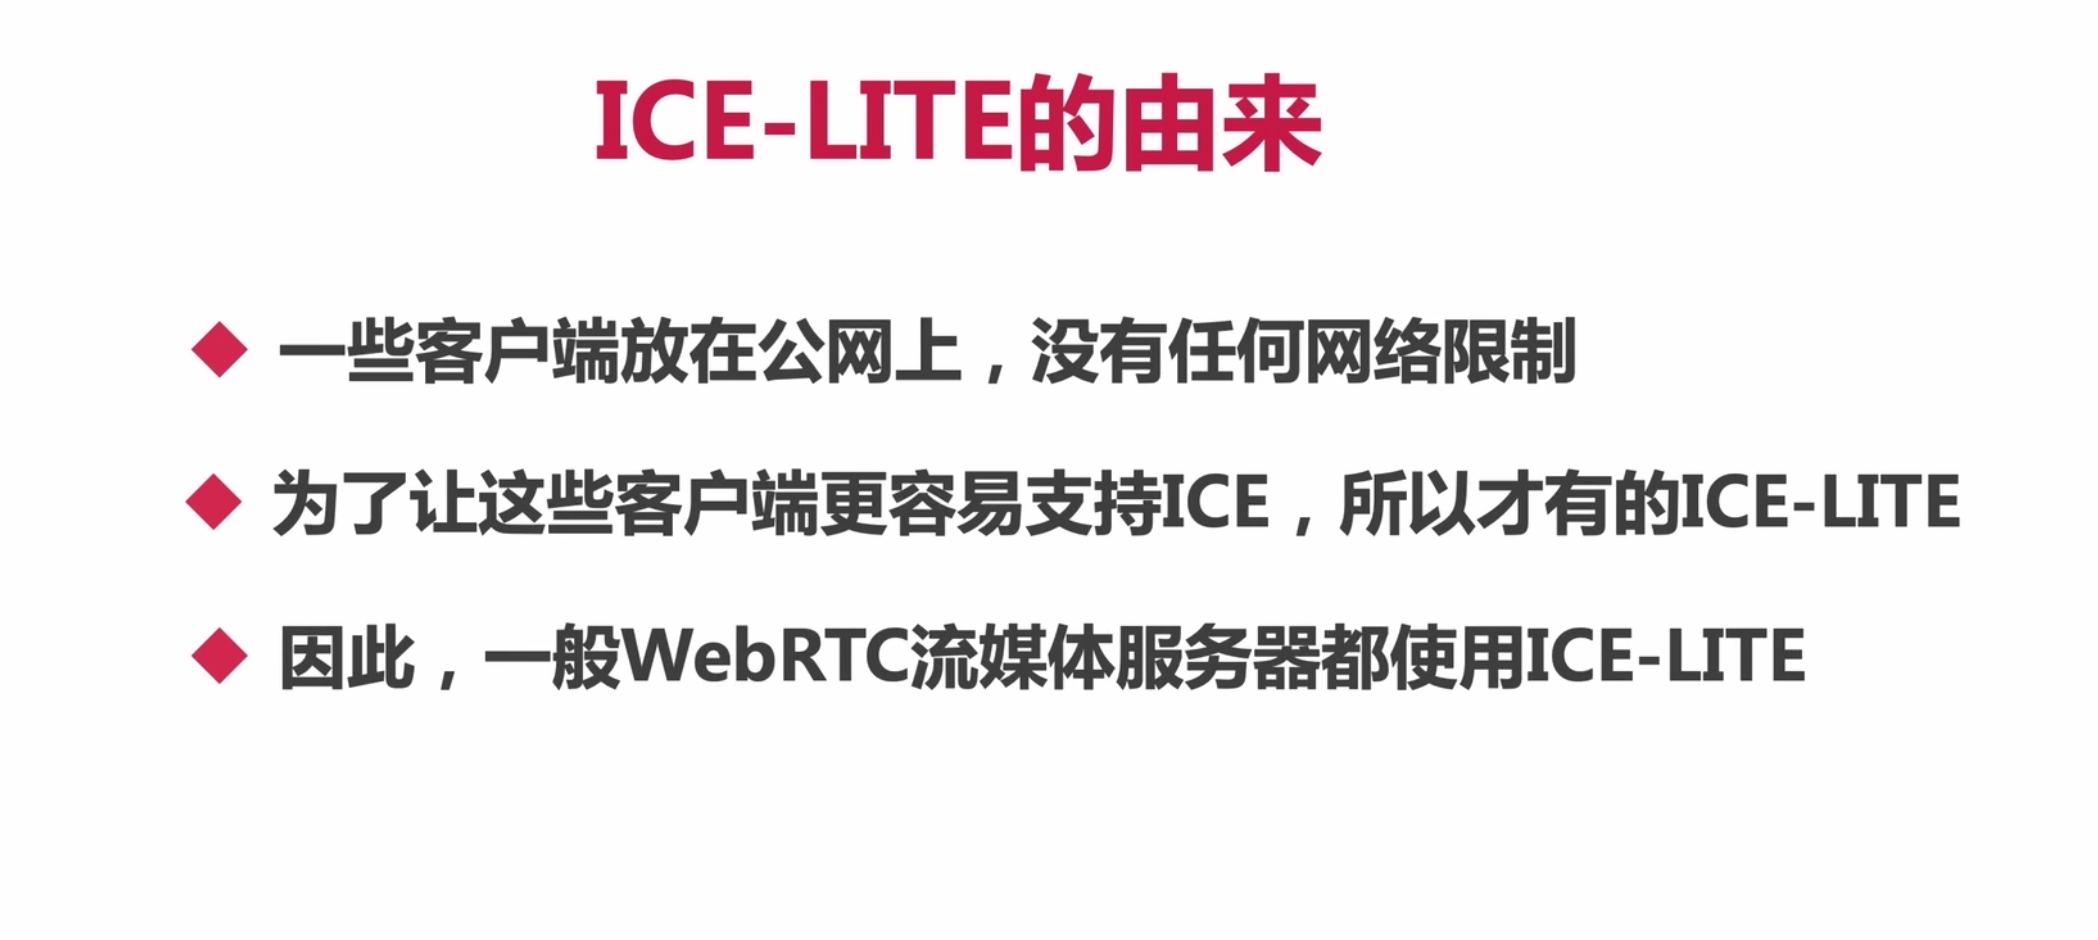 ICE-LITE的由来
一些客户端放在公网上，没有任何网络限制
为了让这些客户端更容易支持ICE，所以才有的ICE-LITE
因此，一般WebRTC流媒体服务器都使用ICE-LITE